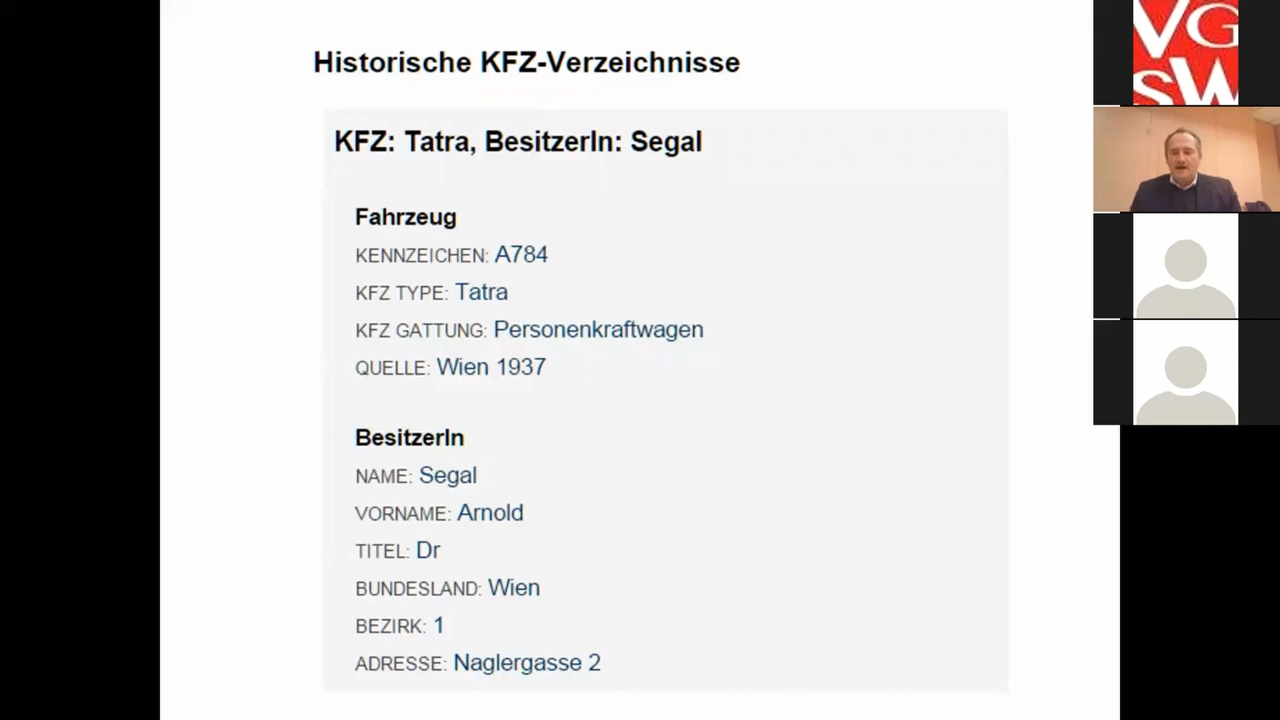 Historische KFZ-Verzeichnisse
KFZ: Tatra, BesitzerIn: Segal
Fahrzeug
KENNZEICHEN: A784
KFZ TYPE: Tatra
KFZ GATTUNG: Personenkraftwagen
QUELLE: Wien 1937
BesitzerIn
NAME: Segal
VORNAME: Arnold
TITEL: Dr
BUNDESLAND: Wien
BEZIRK: 1
ADRESSE: Naglergasse 2
VG
SW